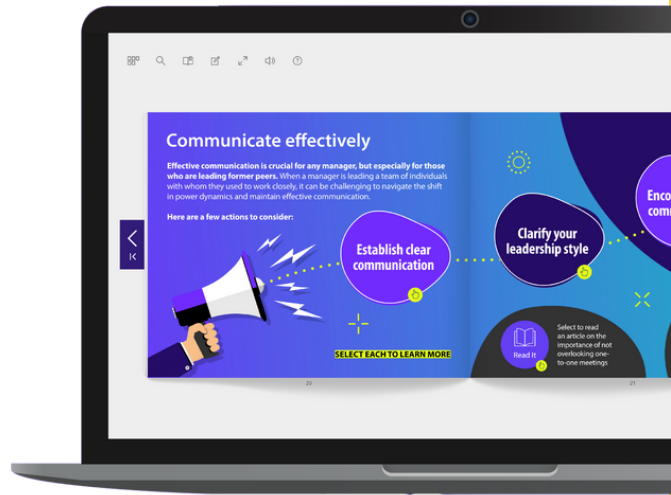 Communicate effectively
Effective communication is crucial for any manager, but especially for those
who are leading former peers. When a manager is leading a team of individuals
with whom they used to work closely, it can be challenging to navigate the shift
in power dynamics and maintain effective communication.
Here are a few actions to consider:
Establish clear
communication
SELECT EACH TO LEARN MORE
20
Clarify your
leadership style
Read It
Select to read
an article on the
importance of not
overlooking one-
to-one meetings
21